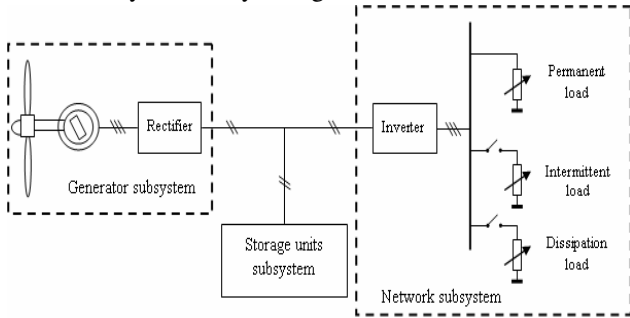 Rectifier
Generator subsystem
Storage units
subsystem
Inverter
Permanent
load
Intermittent
load
Dissipation
load
Network subsystem